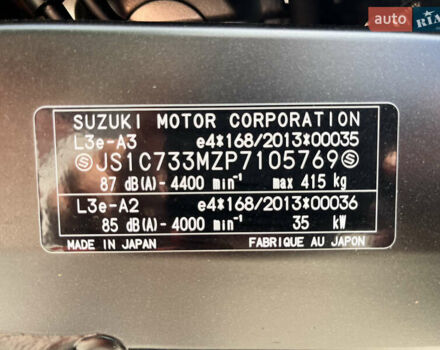 auto RIA
SUZUKI MOTOR CORPORATION
L3e-A3 e4*168/2013*00035
JS1C733MZP7105769
87 dB(A)- 4400 min⁻¹ max 415 kg
L3e-A2 e4*168/2013*00036
85 dB(A)- 4000 min⁻¹ 35 kW
MADE IN JAPAN FABRIQUE AU JAPON